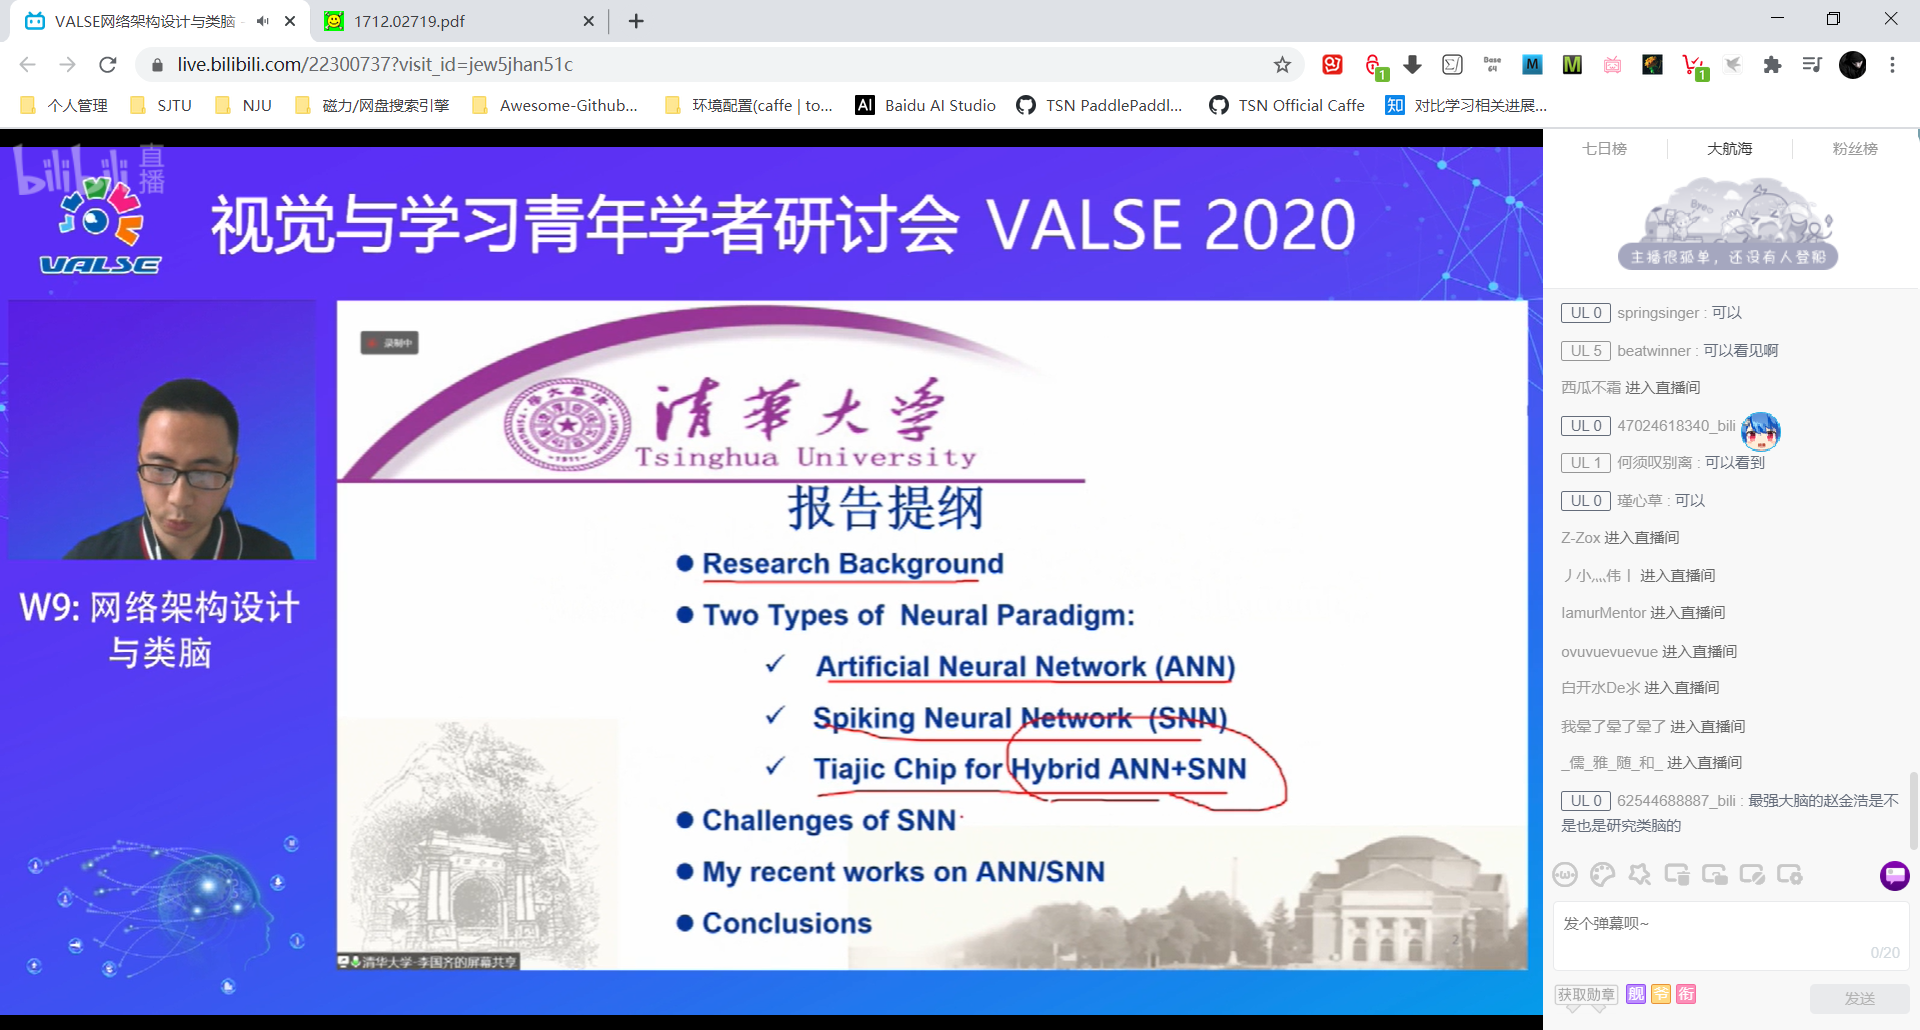 VALSE网络架构设计与类脑
1712.02719.pdf
live.bilibili.com/22300737?visit_id=jew5jhan51c
个人管理
SJTU
NJU
磁力/网盘搜索引擎
Awesome-Github...
环境配置(caffe | to...
Baidu AI Studio
TSN PaddlePaddl...
TSN Official Caffe
对比学习相关进展...
bilibili 直播
VALSE
视觉与学习青年学者研讨会 VALSE 2020
录制中
清华大学
Tsinghua University
报告提纲
Research Background
Two Types of Neural Paradigm:
Artificial Neural Network (ANN)
Spiking Neural Network (SNN)
Tiajic Chip for Hybrid ANN+SNN
Challenges of SNN
My recent works on ANN/SNN
Conclusions
2
清华大学-李国齐的屏幕共享
W9: 网络架构设计
与类脑
七日榜
大航海
粉丝榜
主播很孤单，还没有人登船
UL 0 springsinger : 可以
UL 5 beatwinner : 可以看见啊
西瓜不霜 进入直播间
UL 0 47024618340_bili
UL 1 何须叹别离 : 可以看到
UL 0 瑾心草 : 可以
Z-Zox 进入直播间
丿小灬伟丨 进入直播间
IamurMentor 进入直播间
ovuvuevuevue 进入直播间
白开水De氺 进入直播间
我晕了晕了晕了 进入直播间
_儒_雅_随_和_ 进入直播间
UL 0 62544688887_bili : 最强大脑的赵金浩是不
是也是研究类脑的
发个弹幕呗~
0/20
获取勋章
舰
爷
衔
发送